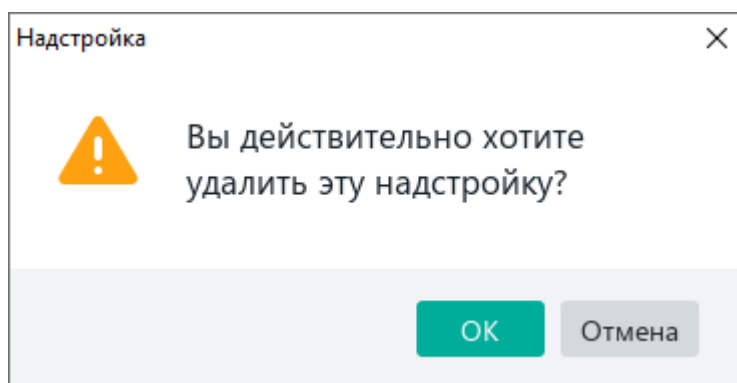 Надстройка
Вы действительно хотите
удалить эту надстройку?
ОК
Отмена